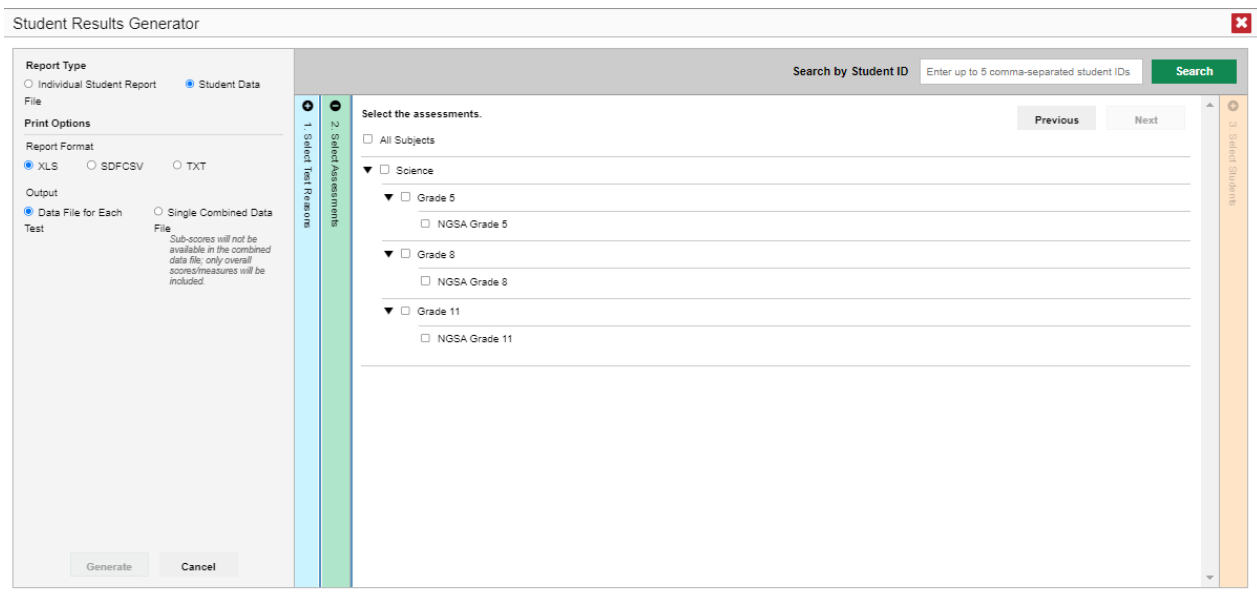 Student Results Generator
Report Type
Individual Student Report
Student Data
File
Print Options
Report Format
XLS
SDFCSV
TXT
Output
Data File for Each
Test
Single Combined Data
File
Sub-scores will not be
available in the combined
data file; only overall
scores/measures will be
included.
Generate
Cancel
Search by Student ID
Enter up to 5 comma-separated student IDs
Search
1. Select Test Reasons
2. Select Assessments
Select the assessments.
Previous
Next
All Subjects
Science
Grade 5
NGSA Grade 5
Grade 8
NGSA Grade 8
Grade 11
NGSA Grade 11
3. Select Students